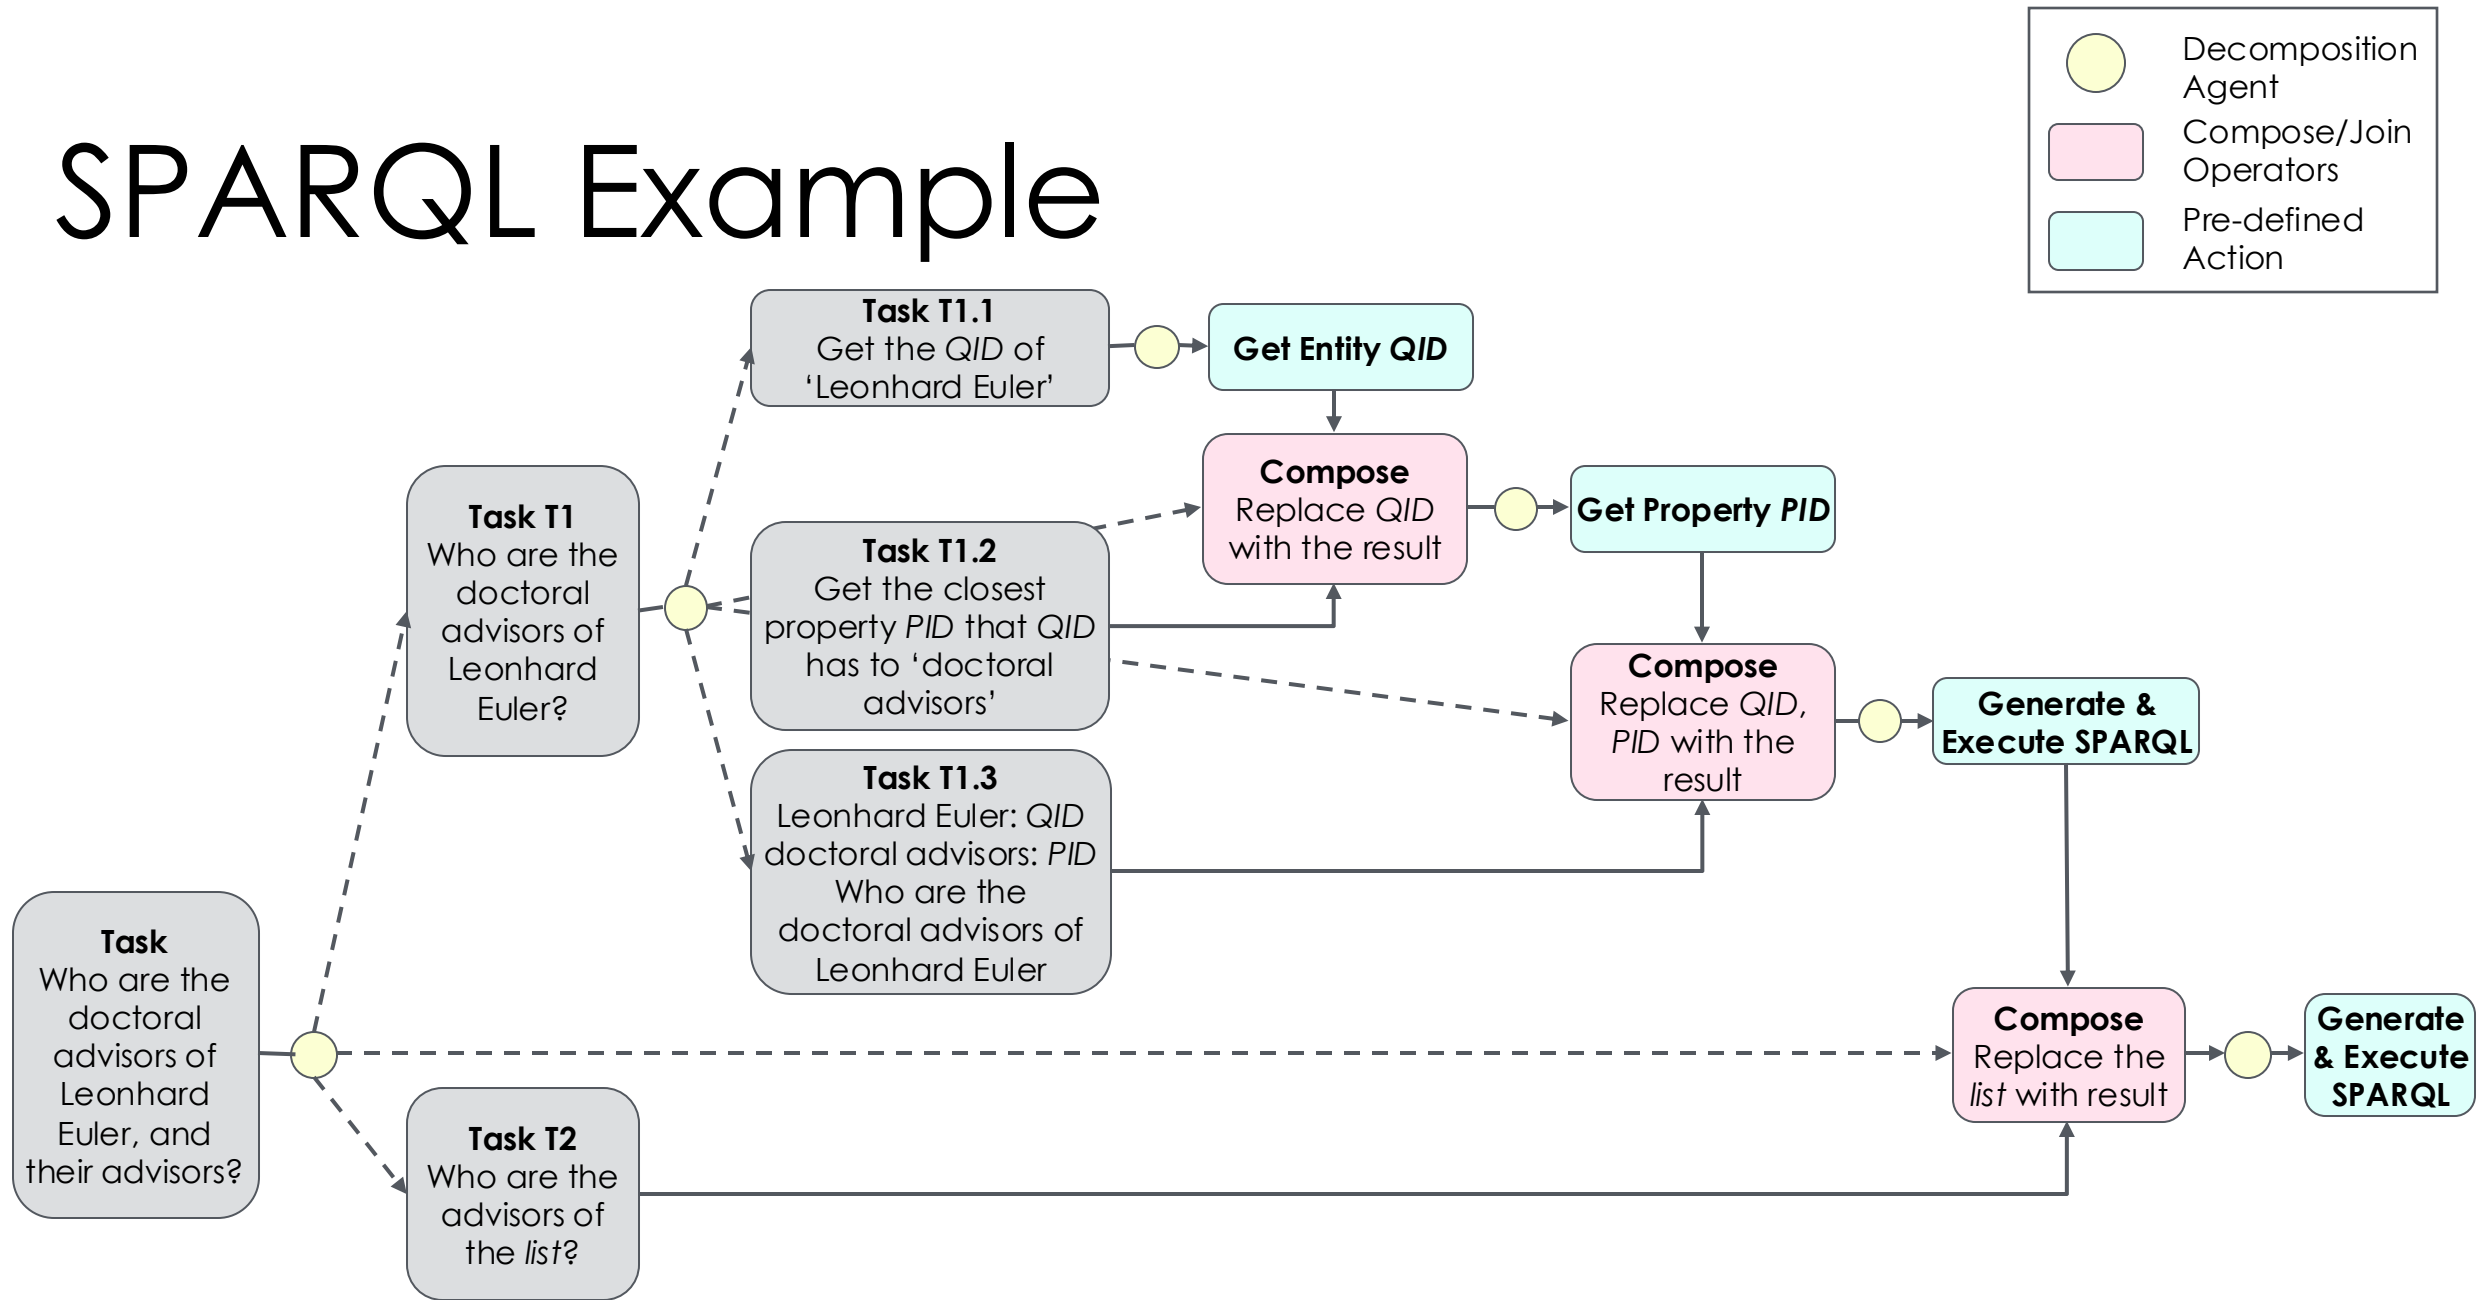 SPARQL Example
Decomposition
Agent
Compose/Join
Operators
Pre-defined
Action
Task
Who are the
doctoral
advisors of
Leonhard
Euler, and
their advisors?
Task T1
Who are the
doctoral
advisors of
Leonhard
Euler?
Task T2
Who are the
advisors of
the list?
Task T1.1
Get the QID of
‘Leonhard Euler’
Task T1.2
Get the closest
property PID that QID
has to ‘doctoral
advisors’
Task T1.3
Leonhard Euler: QID
doctoral advisors: PID
Who are the
doctoral advisors of
Leonhard Euler
Get Entity QID
Compose
Replace QID
with the result
Get Property PID
Compose
Replace QID,
PID with the
result
Generate &
Execute SPARQL
Compose
Replace the
list with result
Generate
& Execute
SPARQL